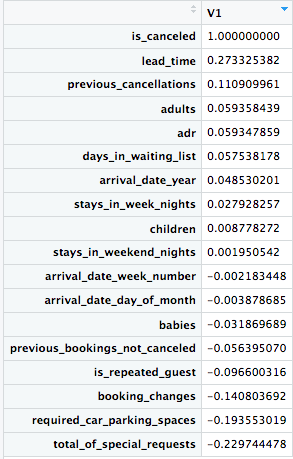 V1
is_canceled 1.000000000
lead_time 0.273325382
previous_cancellations 0.110909961
adults 0.059358439
adr 0.059347859
days_in_waiting_list 0.057538178
arrival_date_year 0.048530201
stays_in_week_nights 0.027928257
children 0.008778272
stays_in_weekend_nights 0.001950542
arrival_date_week_number -0.002183448
arrival_date_day_of_month -0.003878685
babies -0.031869689
previous_bookings_not_canceled -0.056395070
is_repeated_guest -0.096600316
booking_changes -0.140803692
required_car_parking_spaces -0.193553019
total_of_special_requests -0.229744478